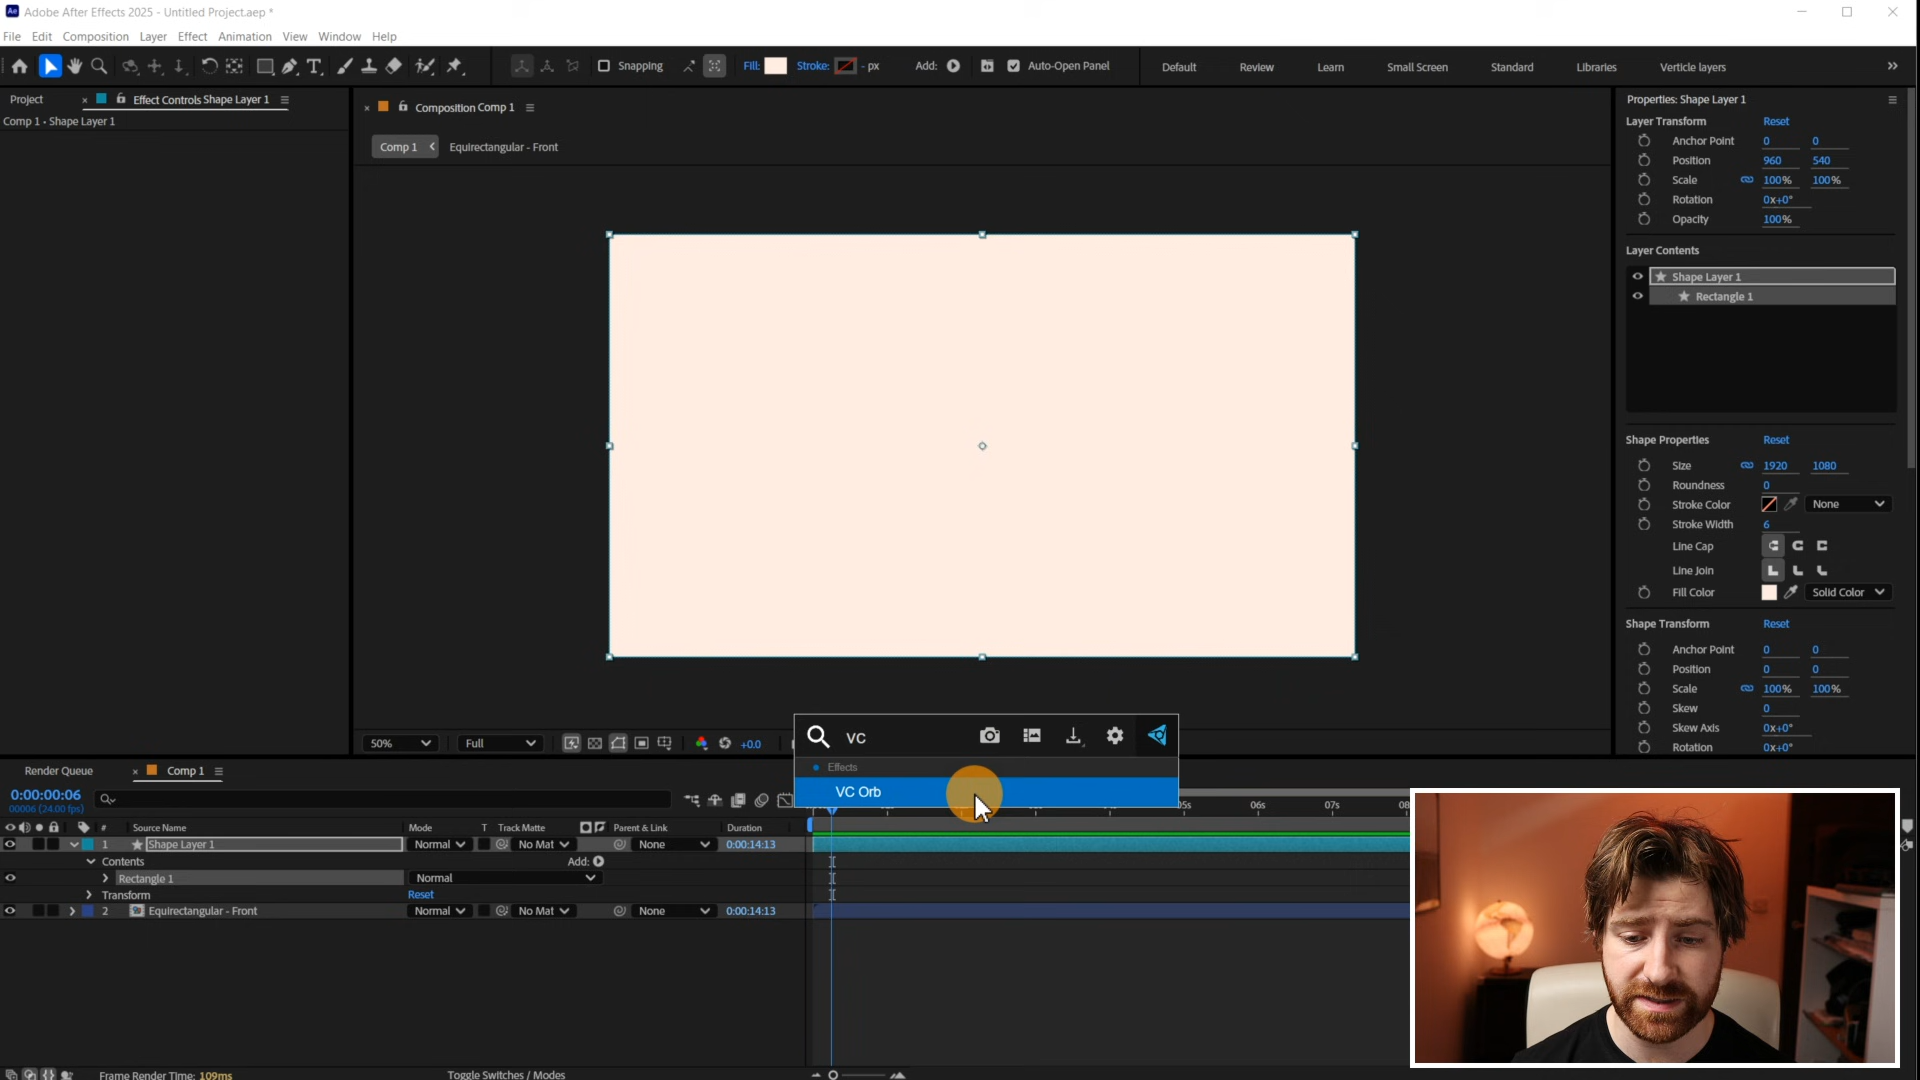 Ae Adobe After Effects 2025 - Untitled Project.aep *
File Edit Composition Layer Effect Animation View Window Help
Snapping Fill: Stroke: - px Add: Auto-Open Panel Default Review Learn Small Screen Standard Libraries Verticle layers
Project Effect Controls Shape Layer 1
Comp 1 • Shape Layer 1
Composition Comp 1
Comp 1 Equirectangular - Front
Properties: Shape Layer 1
Layer Transform Reset
Anchor Point 0 0
Position 960 540
Scale 100% 100%
Rotation 0x+0°
Opacity 100%
Layer Contents
Shape Layer 1
Rectangle 1
Shape Properties Reset
Size 1920 1080
Roundness 0
Stroke Color None
Stroke Width 6
Line Cap
Line Join
Fill Color Solid Color
Shape Transform Reset
Anchor Point 0 0
Position 0 0
Scale 100% 100%
Skew 0
Skew Axis 0x+0°
Rotation 0x+0°
50% Full +0.0
VC
Effects
VC Orb
Render Queue Comp 1
0:00:00:06
00006 (24.00 fps)
05s 06s 07s
# Source Name Mode T Track Matte Parent & Link Duration
1 Shape Layer 1 Normal No Mat None 0:00:14:13
Contents Add:
Rectangle 1 Normal
Transform Reset
2 Equirectangular - Front Normal No Mat None 0:00:14:13
Frame Render Time: 109ms Toggle Switches / Modes